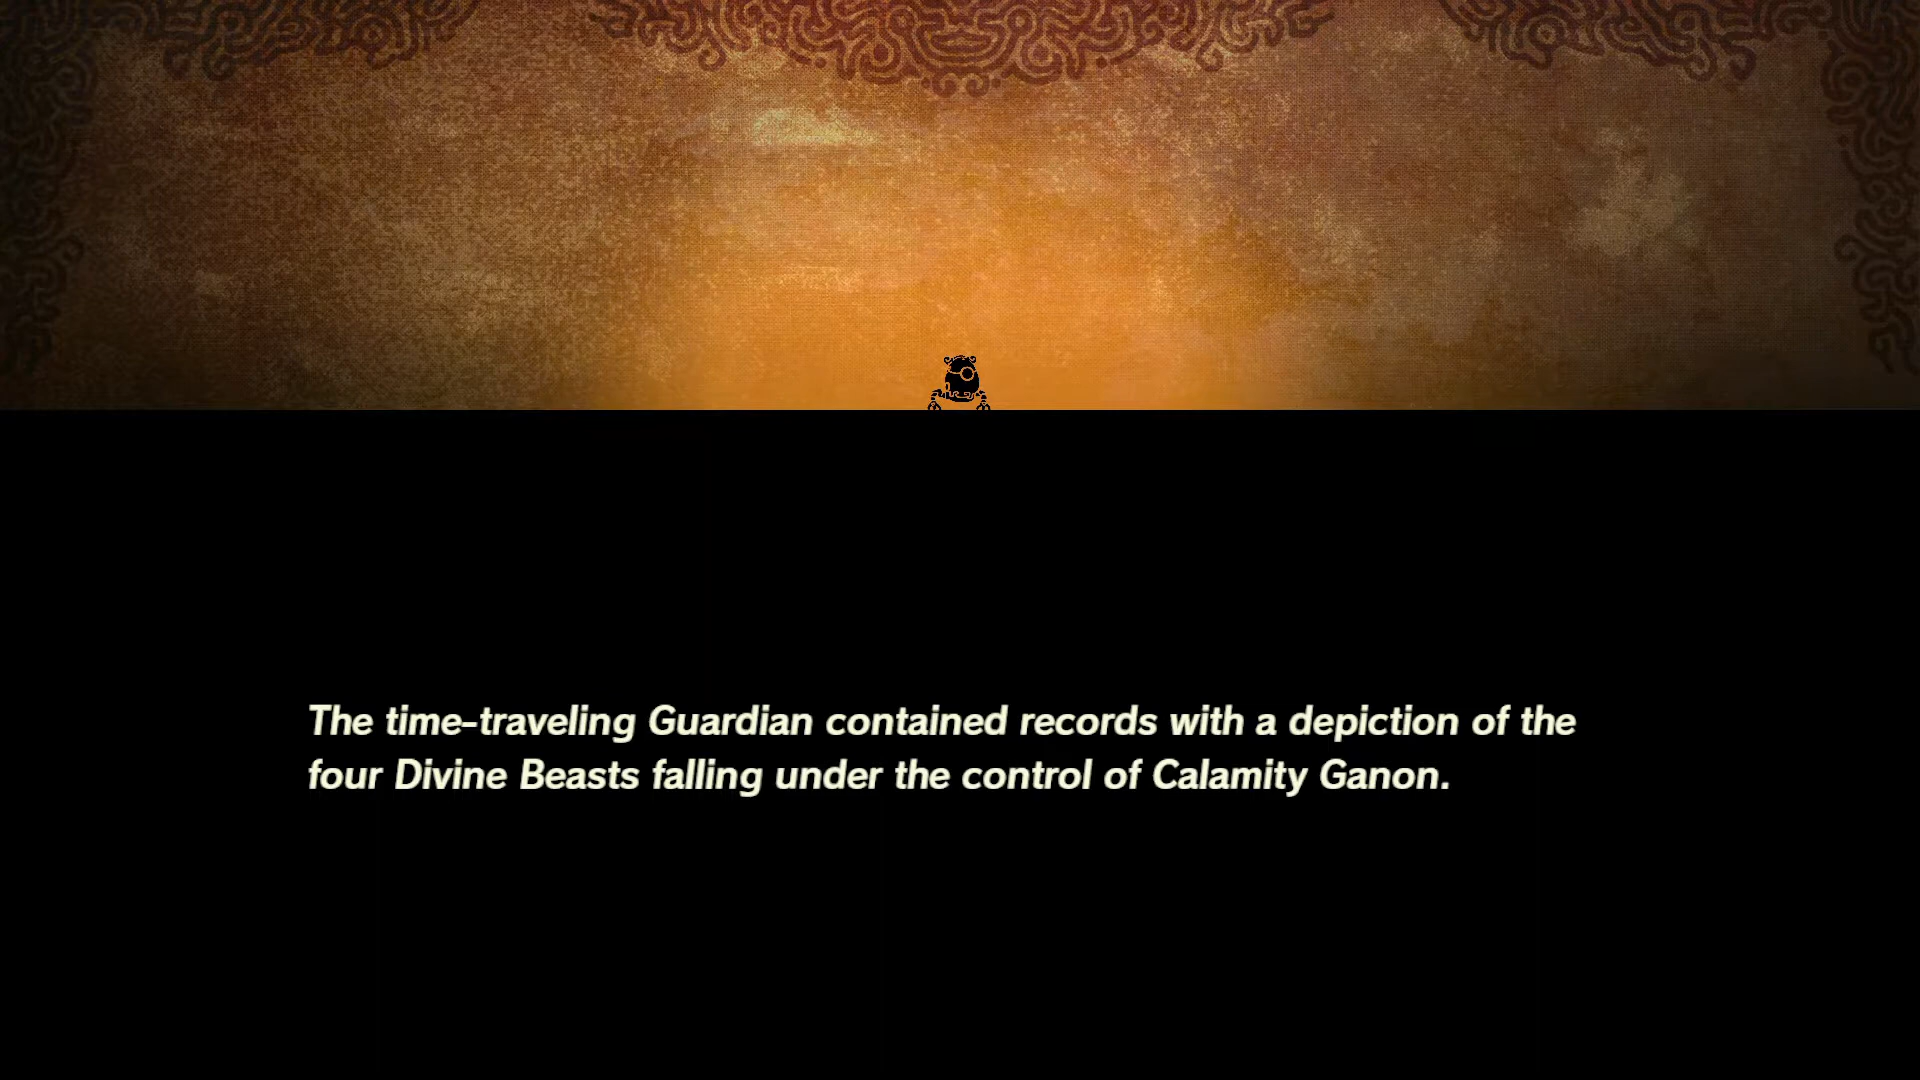 The time-traveling Guardian contained records with a depiction of the
four Divine Beasts falling under the control of Calamity Ganon.